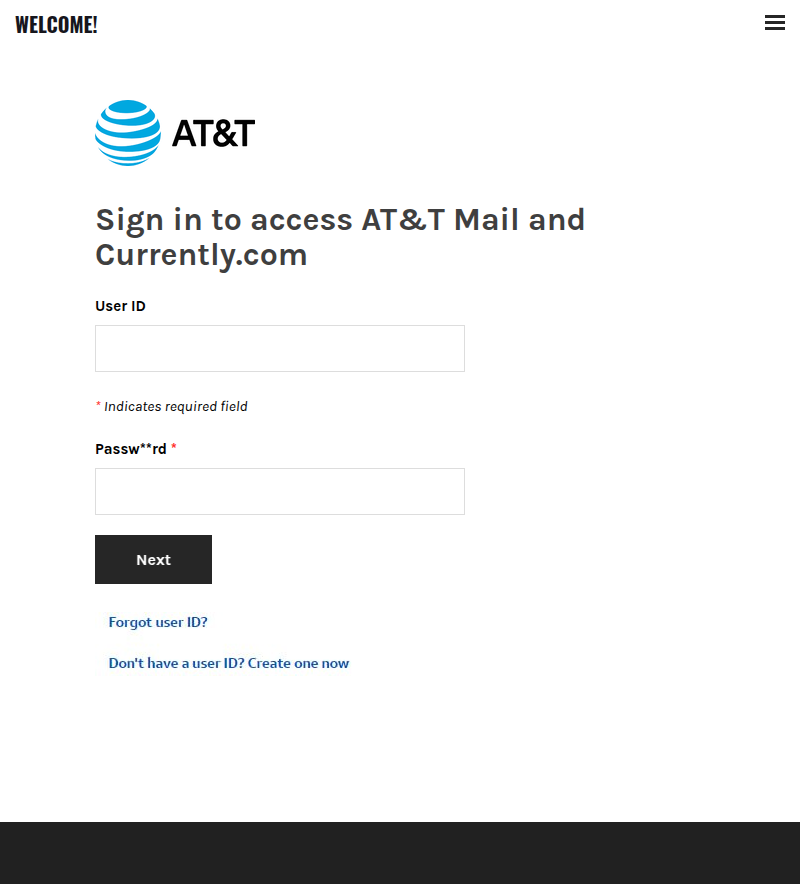 WELCOME!
AT&T
Sign in to access AT&T Mail and
Currently.com
User ID
* Indicates required field
Passw**rd *
Next
Forgot user ID?
Don't have a user ID? Create one now